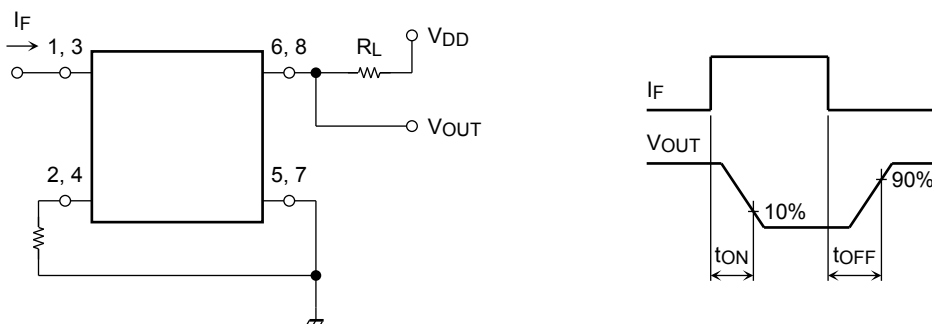 IF
1, 3
6, 8
RL
VDD
VOUT
2, 4
5, 7
IF
VOUT
10%
90%
tON
tOFF